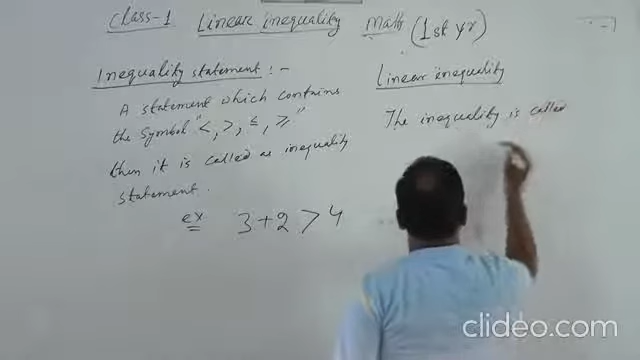 Class-1 Linear inequality Math (1st yr)
Inequality statement :-
A statement which contains
the symbol "<, >, ≤, ≥"
then it is called as inequality
statement.
ex 3+2 > 4
Linear inequality
The inequality is called
clideo.com